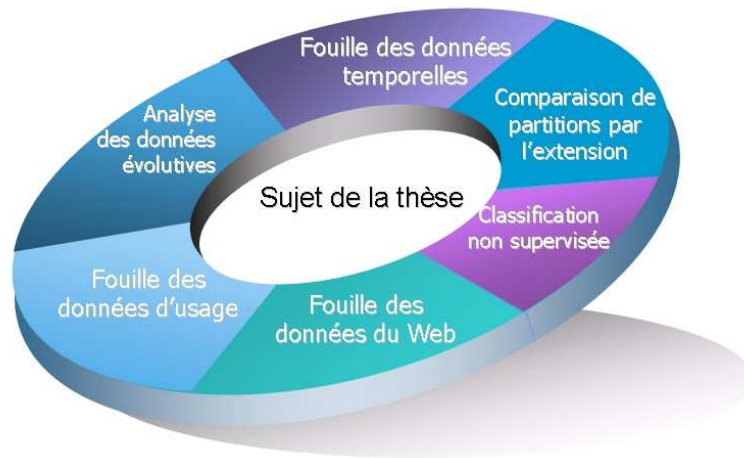 Fouille des données
temporelles
Comparaison de
partitions par
l'extension
Classification
non supervisée
Fouille des
données du Web
Fouille des
données d'usage
Analyse
des données
évolutives
Sujet de la thèse